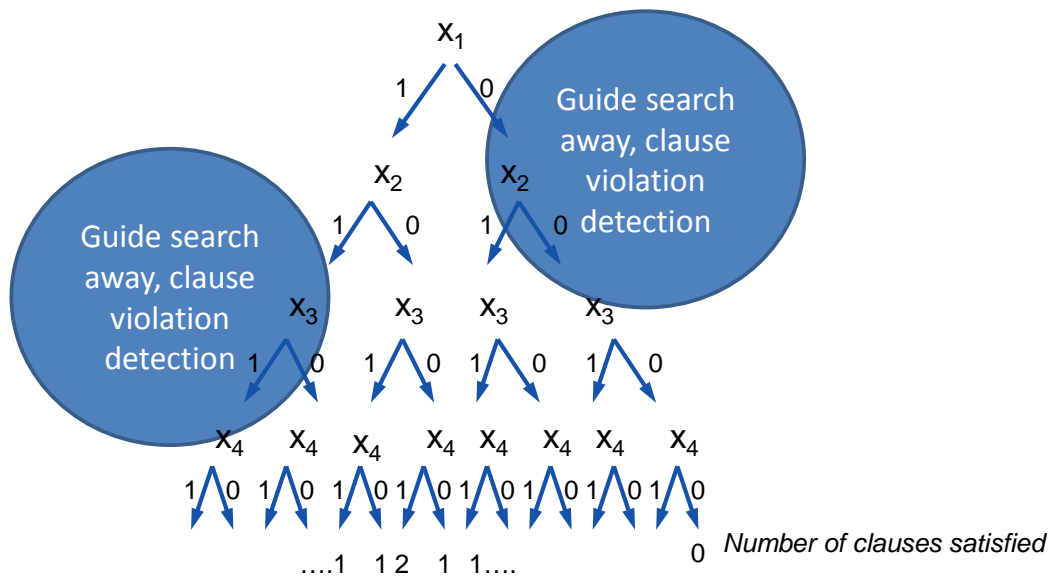 x₁
1 0
Guide search
away, clause
violation
detection
x₂ x₂
1 0 1 0
Guide search
away, clause
violation
detection
x₃ x₃ x₃ x₃
1 0 1 0 1 0 1 0
x₄ x₄ x₄ x₄ x₄ x₄ x₄ x₄
1 0 1 0 1 0 1 0 1 0 1 0 1 0 1 0
....1 1 2 1 1.... 0 Number of clauses satisfied